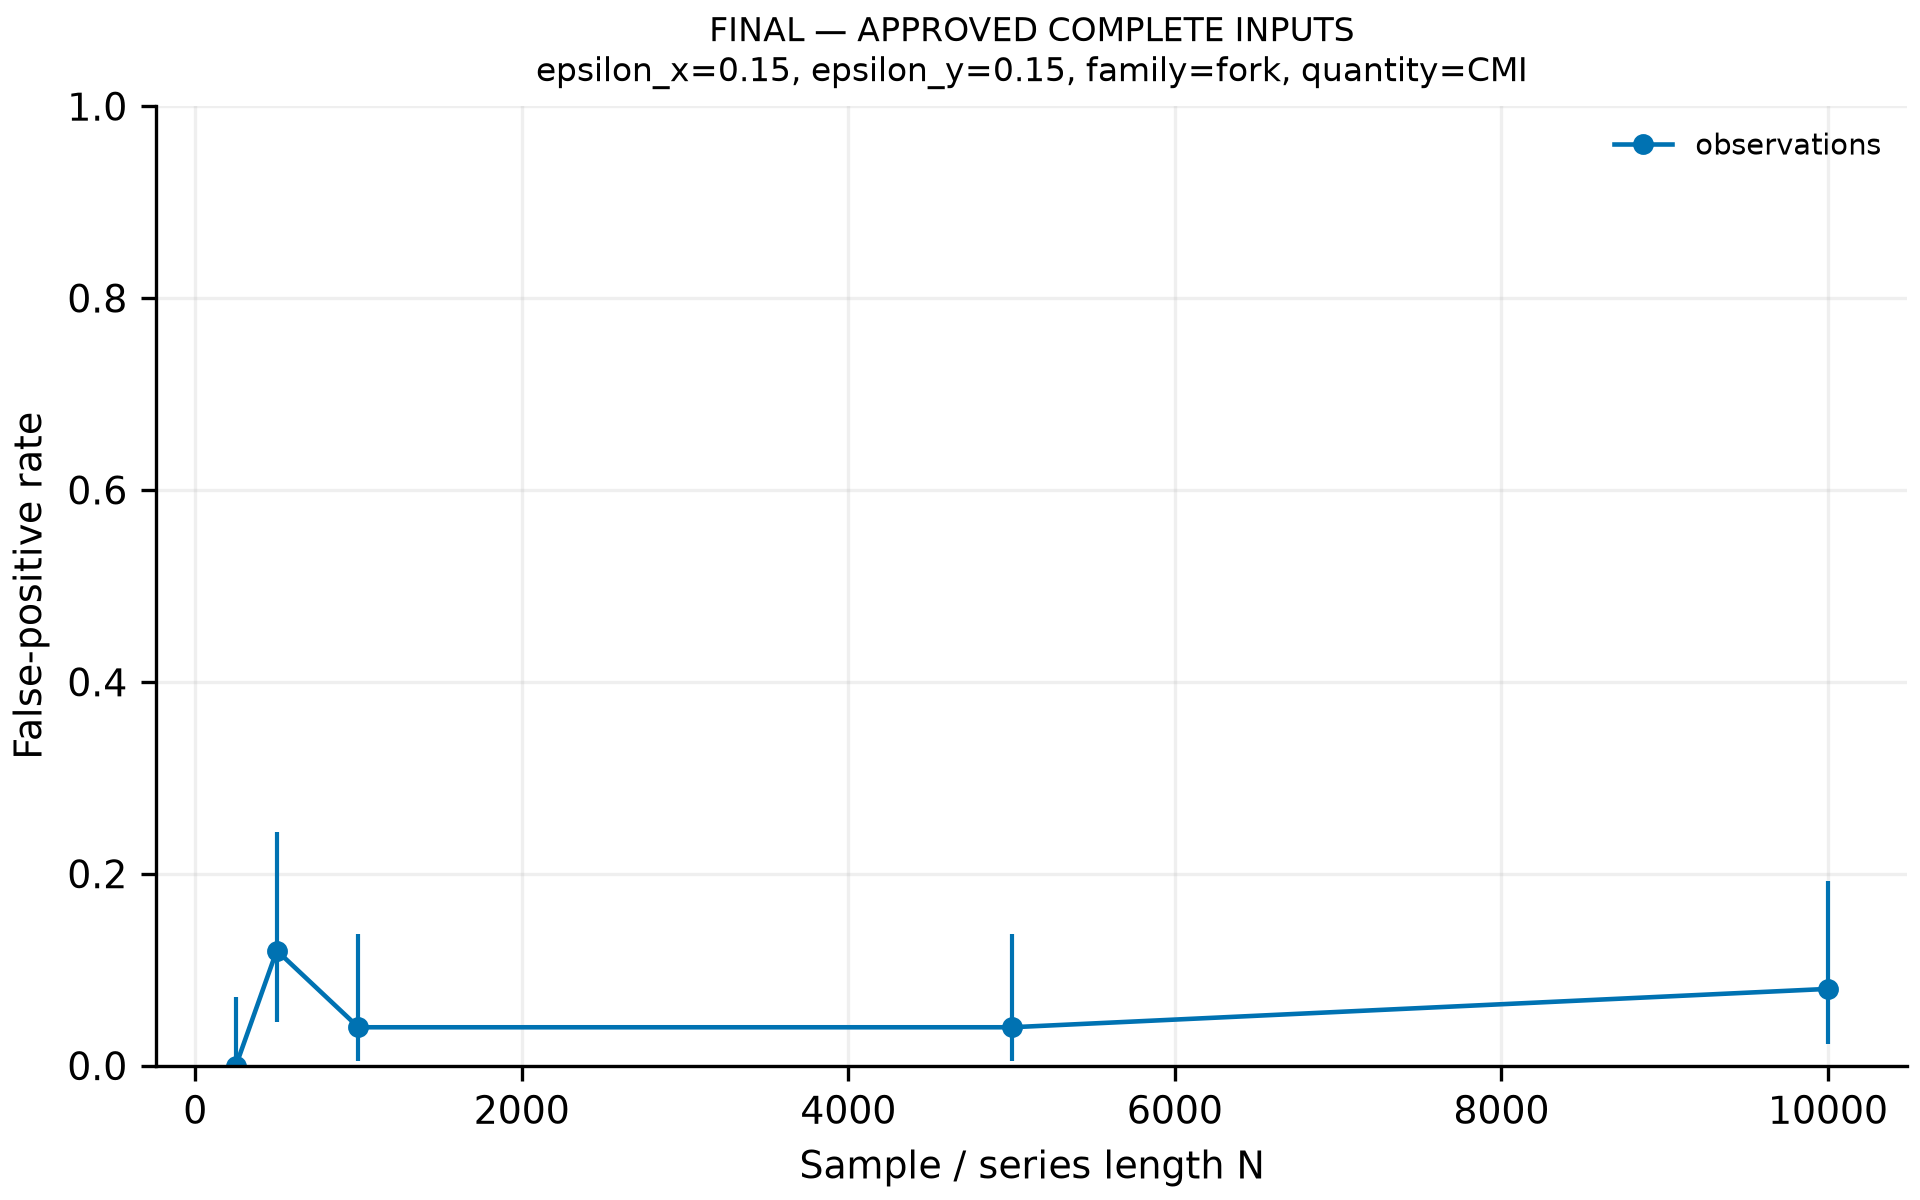 FINAL — APPROVED COMPLETE INPUTS
epsilon_x=0.15, epsilon_y=0.15, family=fork, quantity=CMI
observations
False-positive rate
1.0
0.8
0.6
0.4
0.2
0.0
0 2000 4000 6000 8000 10000
Sample / series length N